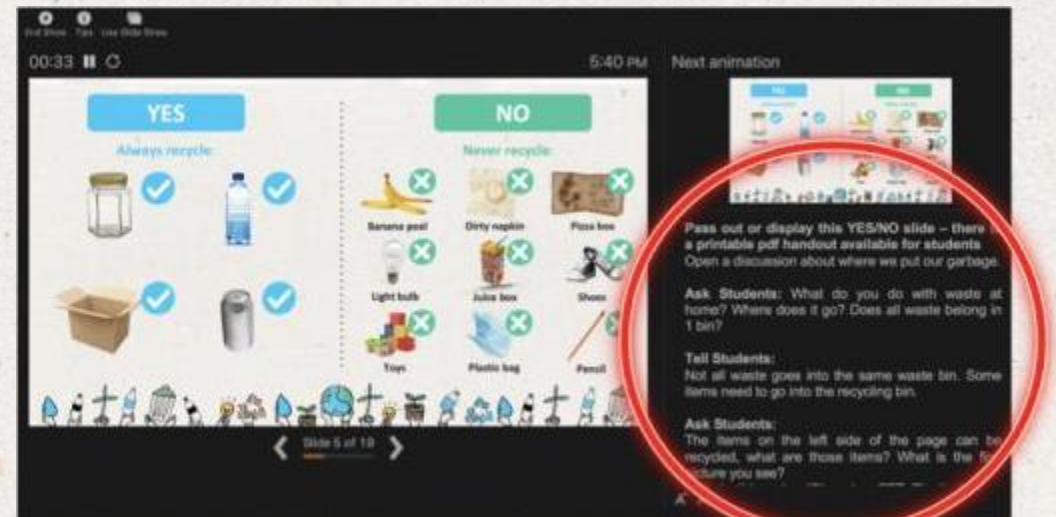 End Show Tips Use Slide Show
00:33
5:40 PM
Next animation
YES
NO
Always recycle:
Never recycle:
Banana peel
Dirty napkin
Pizza box
Light bulb
Juice box
Shoes
Toys
Plastic bag
Pencil
Slide 5 of 19
Pass out or display this YES/NO slide – there
a printable pdf handout available for students
Open a discussion about where we put our garbage.
Ask Students: What do you do with waste at
home? Where does it go? Does all waste belong in
1 bin?
Tell Students:
Not all waste goes into the same waste bin. Some
items need to go into the recycling bin.
Ask Students:
The items on the left side of the page can be
recycled, what are those items? What is the
picture you see?